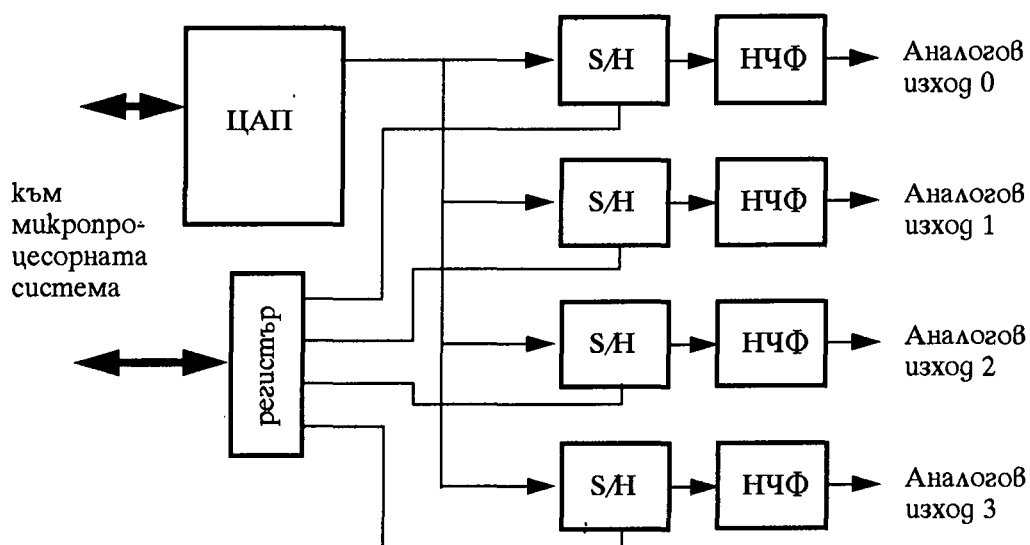 S/H
НЧФ
Аналогов
изход 0
ЦАП
към
микропро-
цесорната
система
S/H
НЧФ
Аналогов
изход 1
регистър
S/H
НЧФ
Аналогов
изход 2
S/H
НЧФ
Аналогов
изход 3